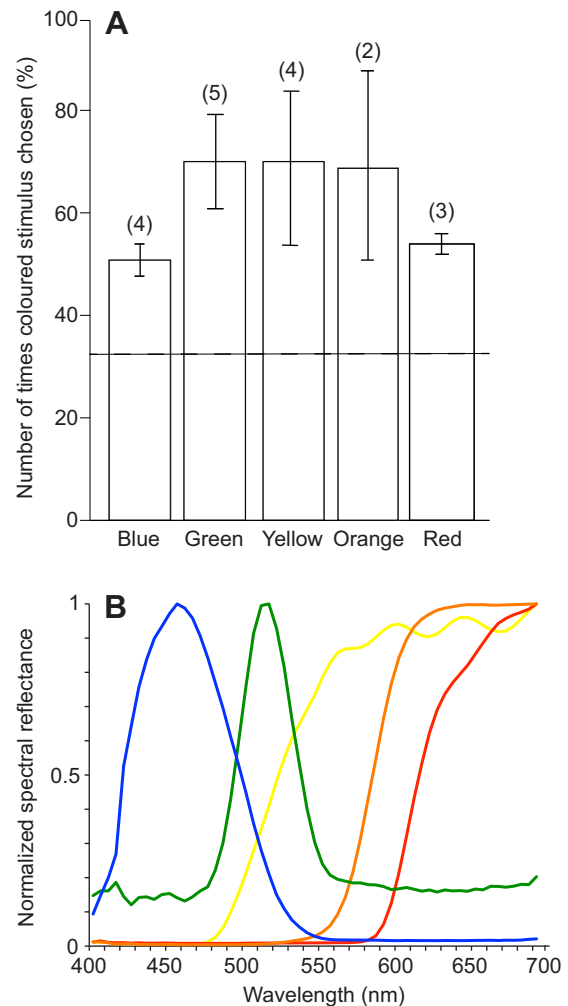 A
Number of times coloured stimulus chosen (%)
100
80
60
40
20
0
(4)
(5)
(4)
(2)
(3)
Blue Green Yellow Orange Red
B
Normalized spectral reflectance
1
0.5
0
400 450 500 550 600 650 700
Wavelength (nm)